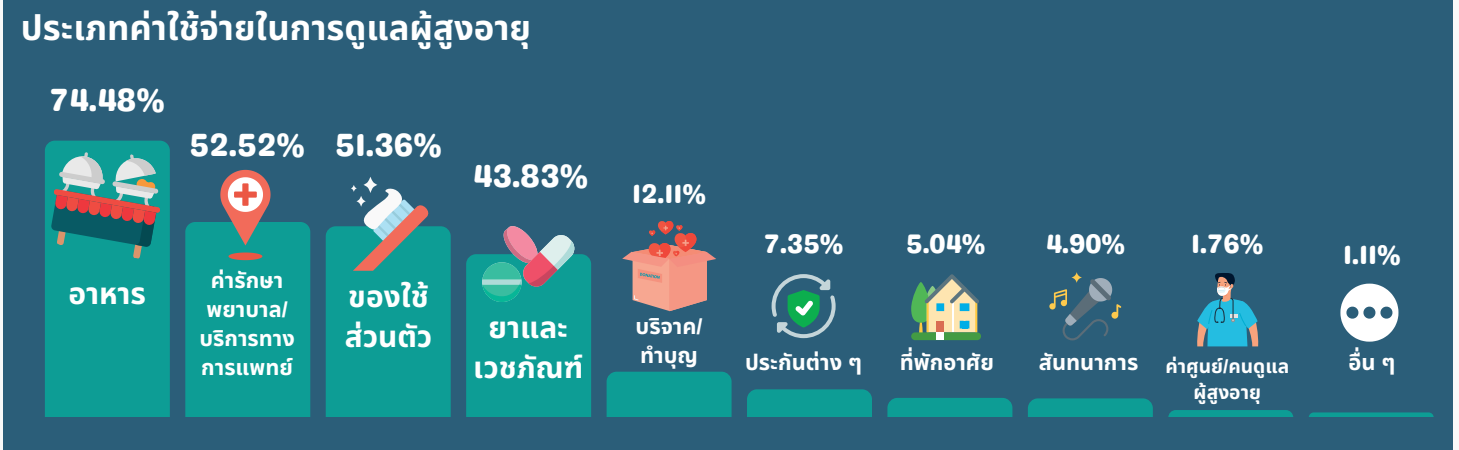 ประเภทค่าใช้จ่ายในการดูแลผู้สูงอายุ
74.48%
อาหาร
52.52%
ค่ารักษา
พยาบาล/
บริการทาง
การแพทย์
51.36%
ของใช้
ส่วนตัว
43.83%
ยาและ
เวชภัณฑ์
12.11%
บริจาค/
ทำบุญ
7.35%
ประกันต่าง ๆ
5.04%
ที่พักอาศัย
4.90%
สันทนาการ
1.76%
ค่าศูนย์/คนดูแล
ผู้สูงอายุ
1.11%
อื่น ๆ